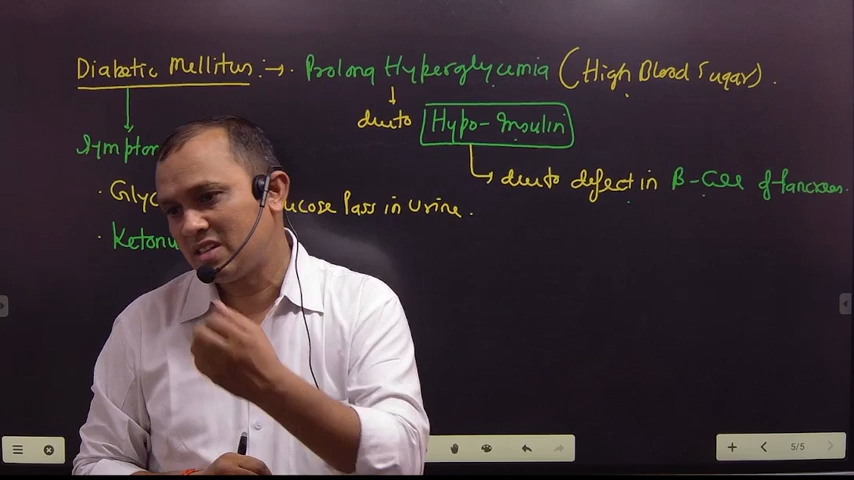 Diabetic Mellitus :→ Prolong Hyperglycemia (High Blood Sugar).
due to Hypo-Insulin
Symptom
due to defect in β-Cell of Pancreas.
· Glyc ucose Pass in Urine.
· Ketonu
5/5